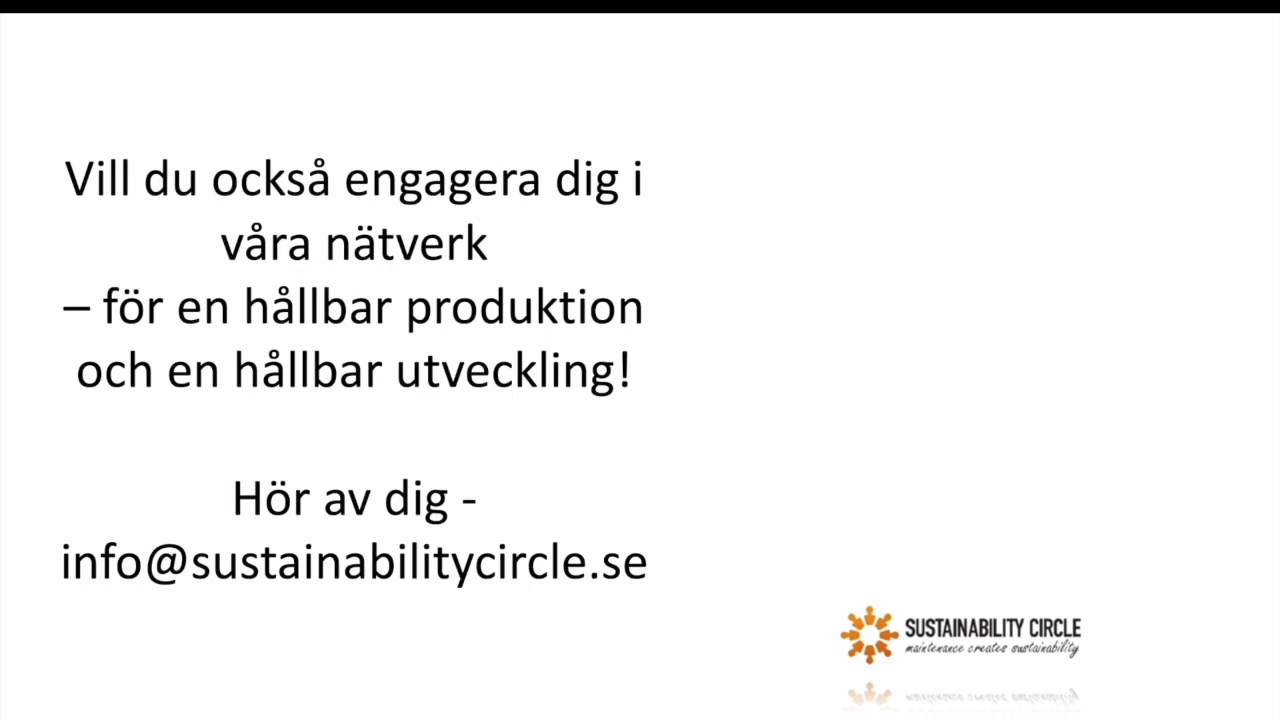 Vill du också engagera dig i
våra nätverk
– för en hållbar produktion
och en hållbar utveckling!
Hör av dig -
info@sustainabilitycircle.se
SUSTAINABILITY CIRCLE
maintenance creates sustainability